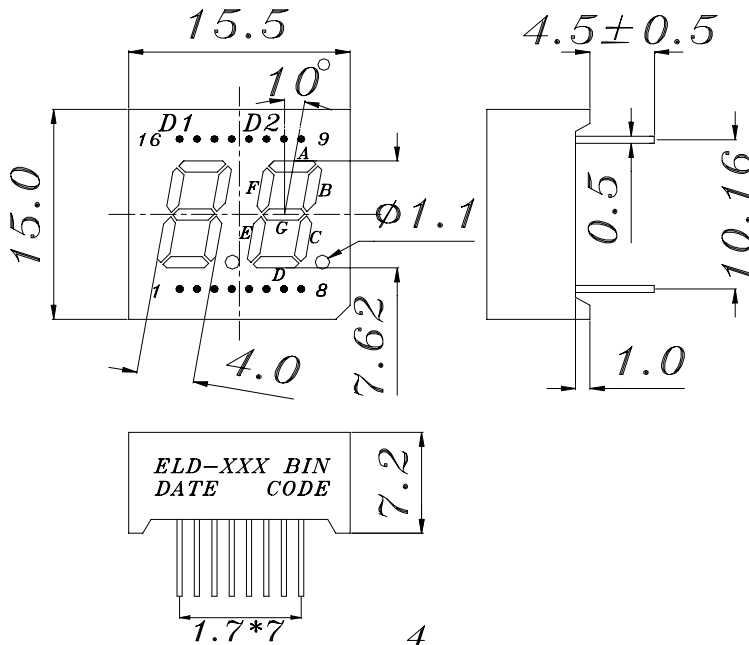 15.5
4.5±0.5
10°
D1 D2
16 9
A
F B
15.0
G
E C
D
ø1.1
1 8
4.0
7.62
0.5
10.16
1.0
ELD-XXX BIN
DATE CODE
7.2
1.7*7
4